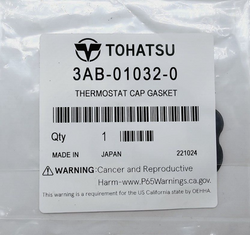 TOHATSU
3AB-01032-0
THERMOSTAT CAP GASKET
Qty 1
MADE IN JAPAN 221024
WARNING: Cancer and Reproductive
Harm-www.P65Warnings.ca.gov.
This warning is a requirement for the US California state by OEHHA.